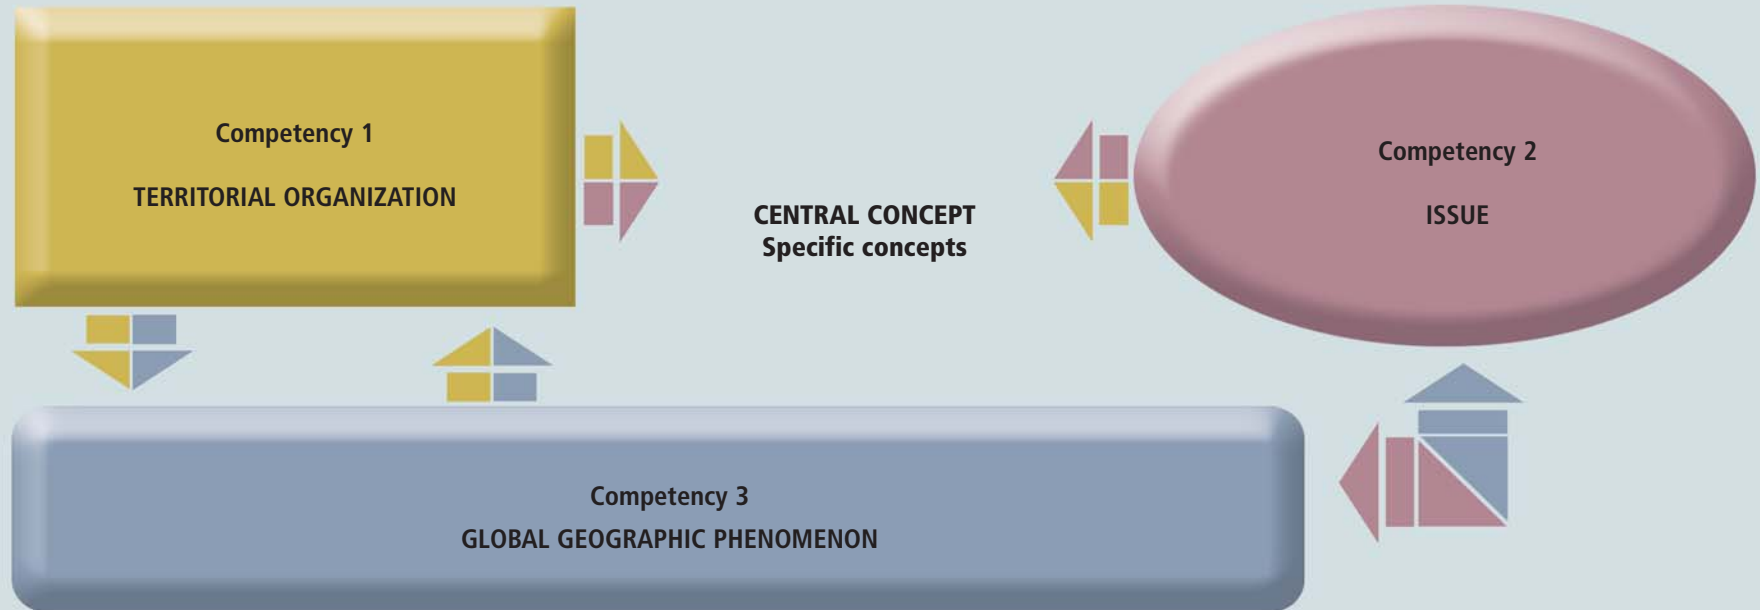 Competency 1
TERRITORIAL ORGANIZATION
CENTRAL CONCEPT
Specific concepts
Competency 2
ISSUE
Competency 3
GLOBAL GEOGRAPHIC PHENOMENON